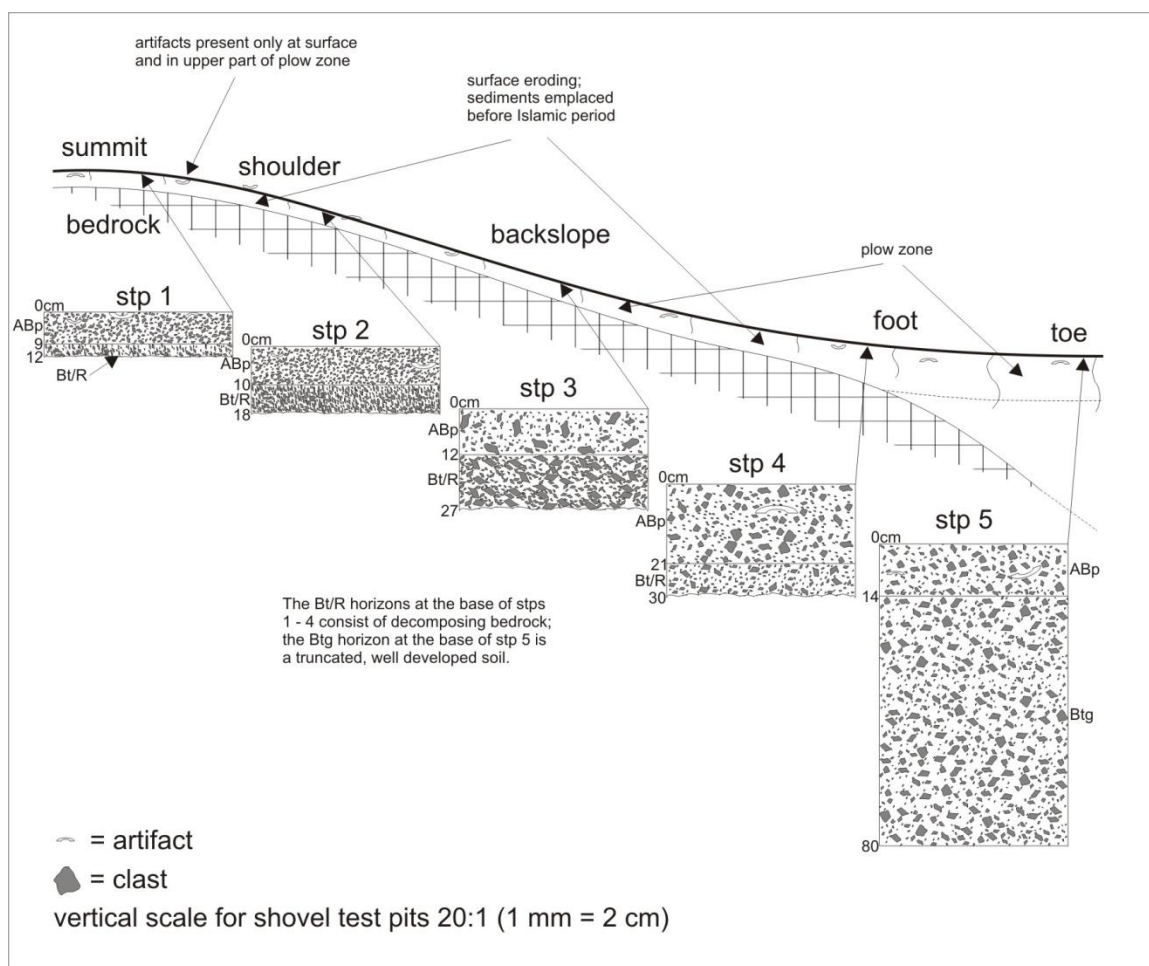 artifacts present only at surface
and in upper part of plow zone
surface eroding;
sediments emplaced
before Islamic period
summit
shoulder
bedrock
backslope
plow zone
foot
toe
stp 1
0cm
ABp
9
12
Bt/R
stp 2
0cm
ABp
10
Bt/R
18
stp 3
0cm
ABp
12
Bt/R
27
stp 4
0cm
ABp
21
Bt/R
30
stp 5
0cm
ABp
14
Btg
80
The Bt/R horizons at the base of stps
1 - 4 consist of decomposing bedrock;
the Btg horizon at the base of stp 5 is
a truncated, well developed soil.
= artifact
= clast
vertical scale for shovel test pits 20:1 (1 mm = 2 cm)